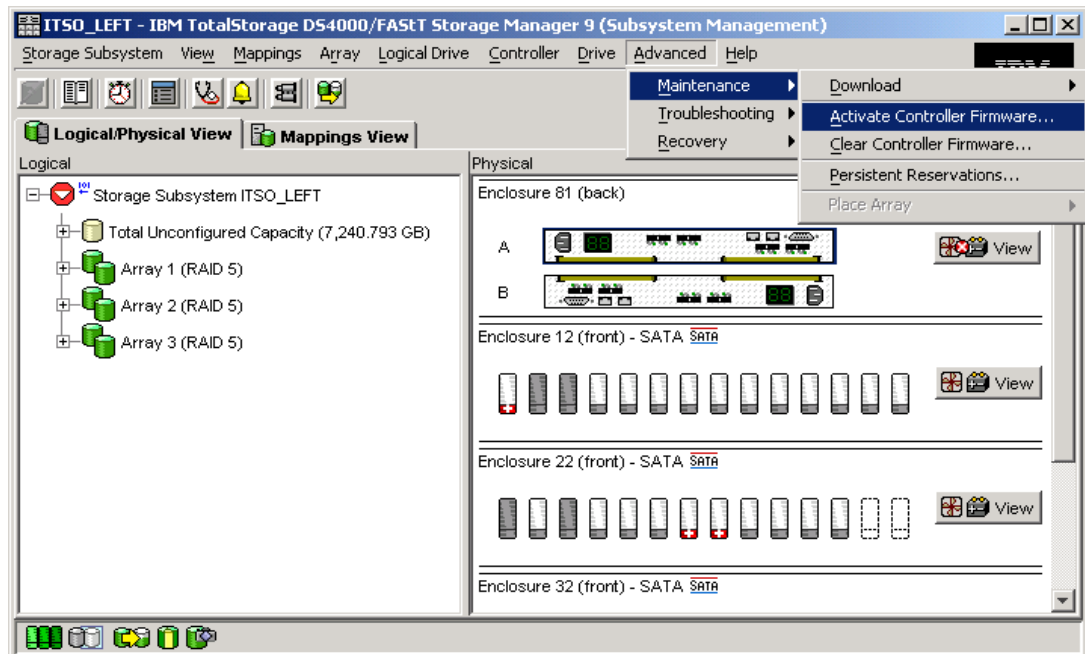 ITSO_LEFT - IBM TotalStorage DS4000/FAStT Storage Manager 9 (Subsystem Management)
Storage Subsystem View Mappings Array Logical Drive Controller Drive Advanced Help
Maintenance
Troubleshooting
Recovery
Download
Activate Controller Firmware...
Clear Controller Firmware...
Persistent Reservations...
Place Array
Logical/Physical View
Mappings View
Logical
Storage Subsystem ITSO_LEFT
Total Unconfigured Capacity (7,240.793 GB)
Array 1 (RAID 5)
Array 2 (RAID 5)
Array 3 (RAID 5)
Physical
Enclosure 81 (back)
A
View
B
Enclosure 12 (front) - SATA SATA
View
Enclosure 22 (front) - SATA SATA
View
Enclosure 32 (front) - SATA SATA